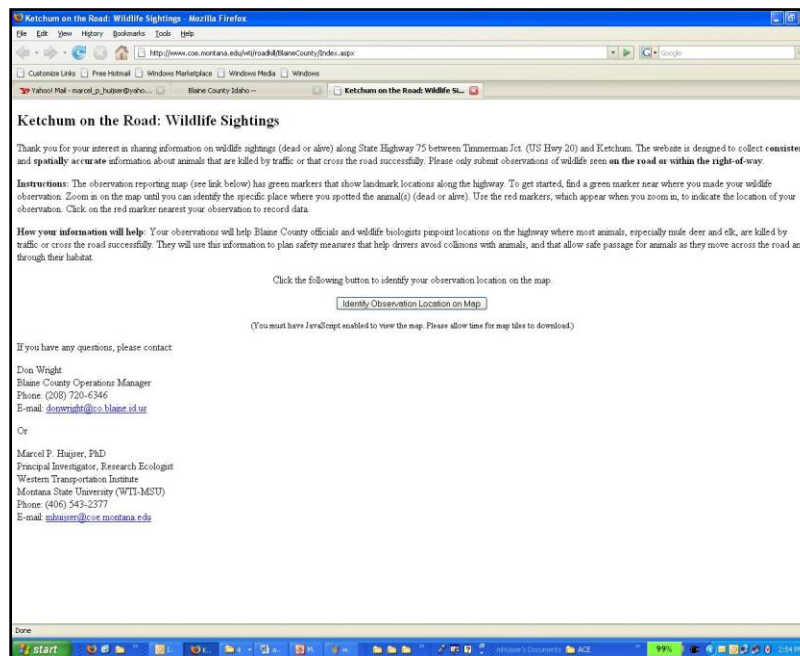 Ketchum on the Road: Wildlife Sightings - Mozilla Firefox
File Edit View History Bookmarks Tools Help
http://www.coe.montana.edu/wti/roadkill/BlaineCounty/Index.aspx
Google
Customize Links Free Hotmail Windows Marketplace Windows Media Windows
Yahoo! Mail - marcel_p_huijser@yaho... Blaine County Idaho -- Ketchum on the Road: Wildlife Si...
Ketchum on the Road: Wildlife Sightings
Thank you for your interest in sharing information on wildlife sightings (dead or alive) along State Highway 75 between Timmerman Jct. (US Hwy 20) and Ketchum. The website is designed to collect consiste
and spatially accurate information about animals that are killed by traffic or that cross the road successfully. Please only submit observations of wildlife seen on the road or within the right-of-way.
Instructions: The observation reporting map (see link below) has green markers that show landmark locations along the highway. To get started, find a green marker near where you made your wildlife
observation. Zoom in on the map until you can identify the specific place where you spotted the animal(s) (dead or alive). Use the red markers, which appear when you zoom in, to indicate the location of your
observation. Click on the red marker nearest your observation to record data.
How your information will help: Your observations will help Blaine County officials and wildlife biologists pinpoint locations on the highway where most animals, especially mule deer and elk, are killed by
traffic or cross the road successfully. They will use this information to plan safety measures that help drivers avoid collisions with animals, and that allow safe passage for animals as they move across the road an
through their habitat.
Click the following button to identify your observation location on the map.
Identify Observation Location on Map
(You must have JavaScript enabled to view the map. Please allow time for map tiles to download.)
If you have any questions, please contact:
Don Wright
Blaine County Operations Manager
Phone: (208) 720-6346
E-mail: donwright@co.blaine.id.us
Or
Marcel P. Huijser, PhD
Principal Investigator, Research Ecologist
Western Transportation Institute
Montana State University (WTI-MSU)
Phone: (406) 543-2377
E-mail: mhuijser@coe.montana.edu
Done
start mhuijser's Documents ACE 99% 2:54 PM